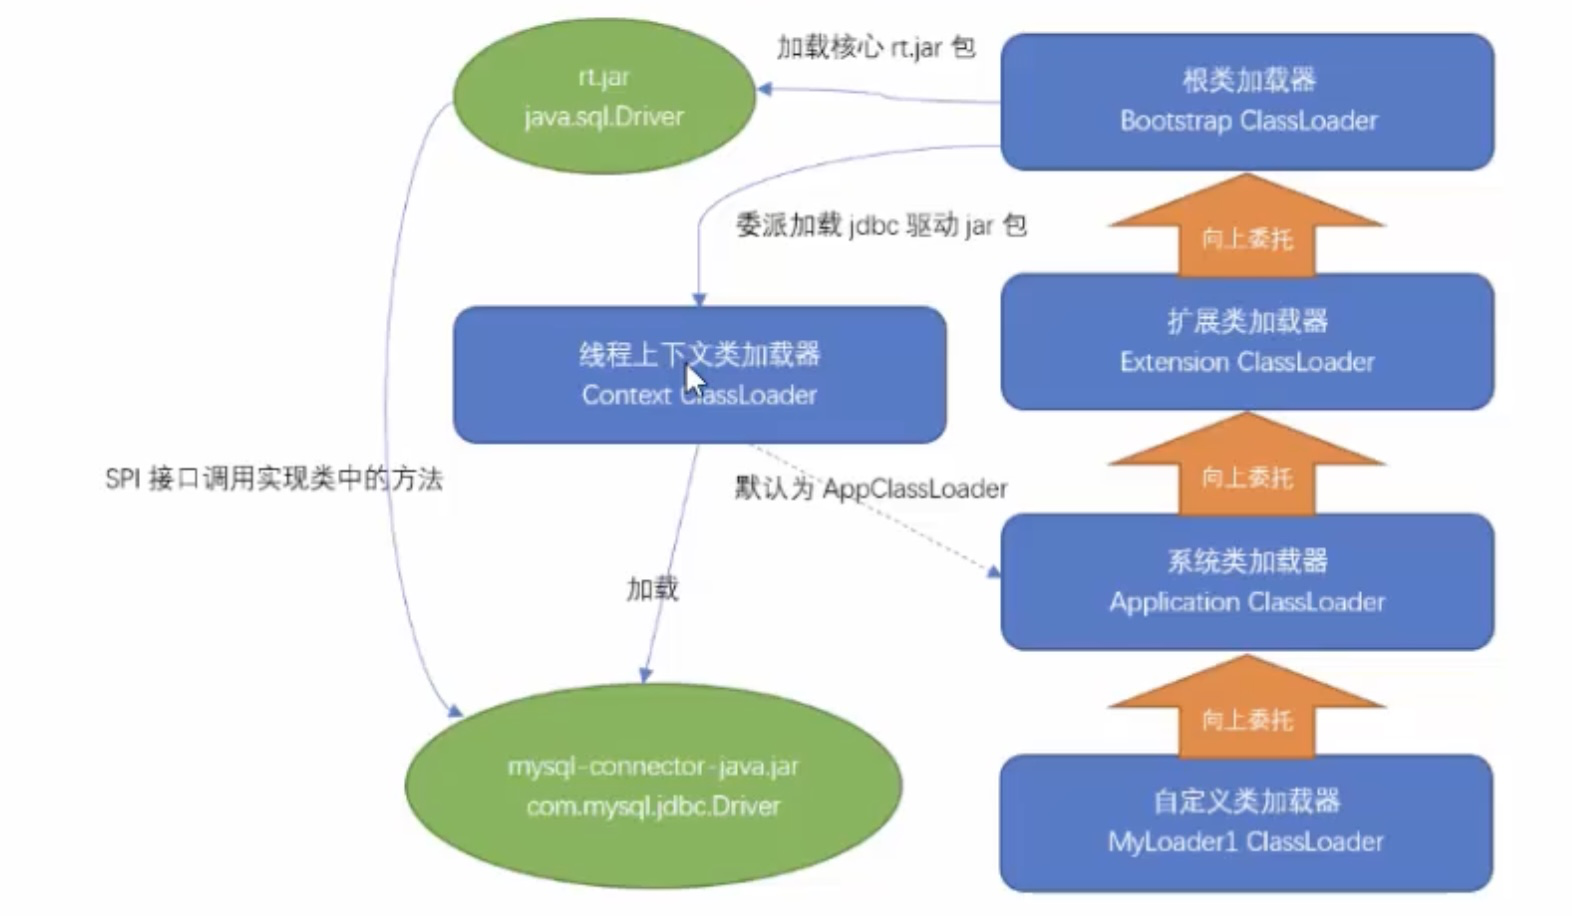 加载核心 rt.jar 包
rt.jar
java.sql.Driver
根类加载器
Bootstrap ClassLoader
委派加载 jdbc 驱动 jar 包
向上委托
线程上下文类加载器
Context ClassLoader
扩展类加载器
Extension ClassLoader
SPI 接口调用实现类中的方法
默认为 AppClassLoader
向上委托
加载
系统类加载器
Application ClassLoader
向上委托
mysql-connector-java.jar
com.mysql.jdbc.Driver
自定义类加载器
MyLoader1 ClassLoader